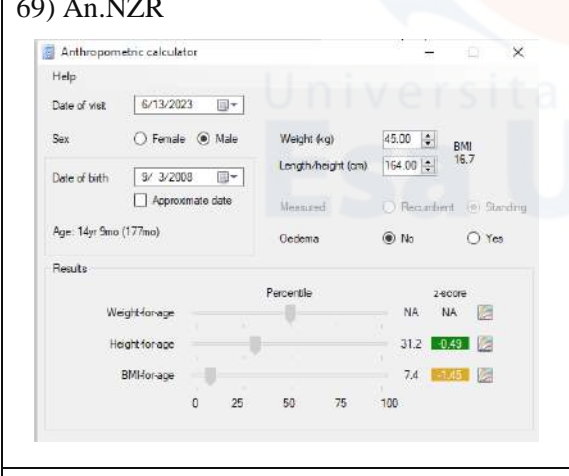 69) An.NZR
Anthropometric calculator
Help
Date of visit 6/13/2023
Sex Female Male
Weight (kg) 45.00
BMI
16.7
Length/height (cm) 164.00
Date of birth 9/ 3/2008
Approximate date
Measured Recumbent Standing
Age: 14yr 9mo (177mo)
Oedema No Yes
Results
Percentile z-score
Weight-for-age NA NA
Height-for-age 31.2 -0.49
BMI-for-age 7.4 -1.45
0 25 50 75 100
Universita
Esa U